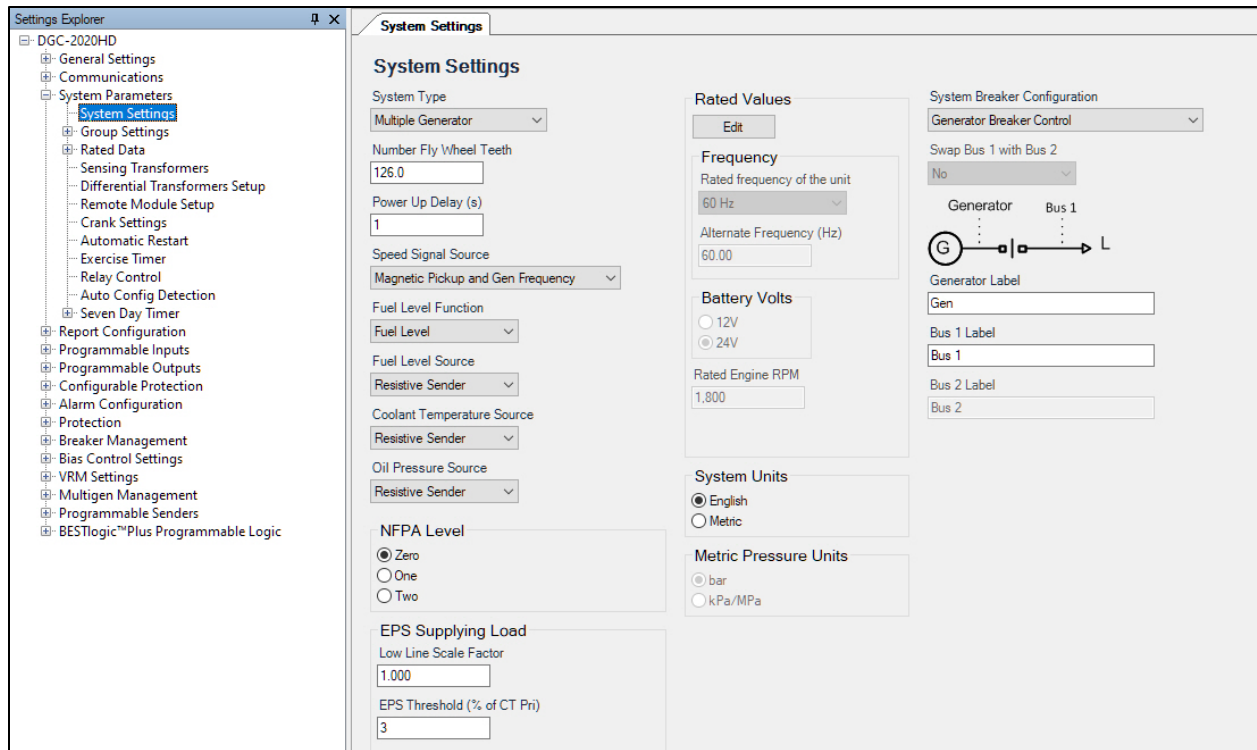 Settings Explorer
DGC-2020HD
General Settings
Communications
System Parameters
System Settings
Group Settings
Rated Data
Sensing Transformers
Differential Transformers Setup
Remote Module Setup
Crank Settings
Automatic Restart
Exercise Timer
Relay Control
Auto Config Detection
Seven Day Timer
Report Configuration
Programmable Inputs
Programmable Outputs
Configurable Protection
Alarm Configuration
Protection
Breaker Management
Bias Control Settings
VRM Settings
Multigen Management
Programmable Senders
BESTlogic™Plus Programmable Logic
System Settings
System Settings
System Type
Multiple Generator
Number Fly Wheel Teeth
126.0
Power Up Delay (s)
1
Speed Signal Source
Magnetic Pickup and Gen Frequency
Fuel Level Function
Fuel Level
Fuel Level Source
Resistive Sender
Coolant Temperature Source
Resistive Sender
Oil Pressure Source
Resistive Sender
NFPA Level
Zero
One
Two
EPS Supplying Load
Low Line Scale Factor
1.000
EPS Threshold (% of CT Pri)
3
Rated Values
Edit
Frequency
Rated frequency of the unit
60 Hz
Alternate Frequency (Hz)
60.00
Battery Volts
12V
24V
Rated Engine RPM
1,800
System Units
English
Metric
Metric Pressure Units
bar
kPa/MPa
System Breaker Configuration
Generator Breaker Control
Swap Bus 1 with Bus 2
No
Generator Bus 1
G L
Generator Label
Gen
Bus 1 Label
Bus 1
Bus 2 Label
Bus 2